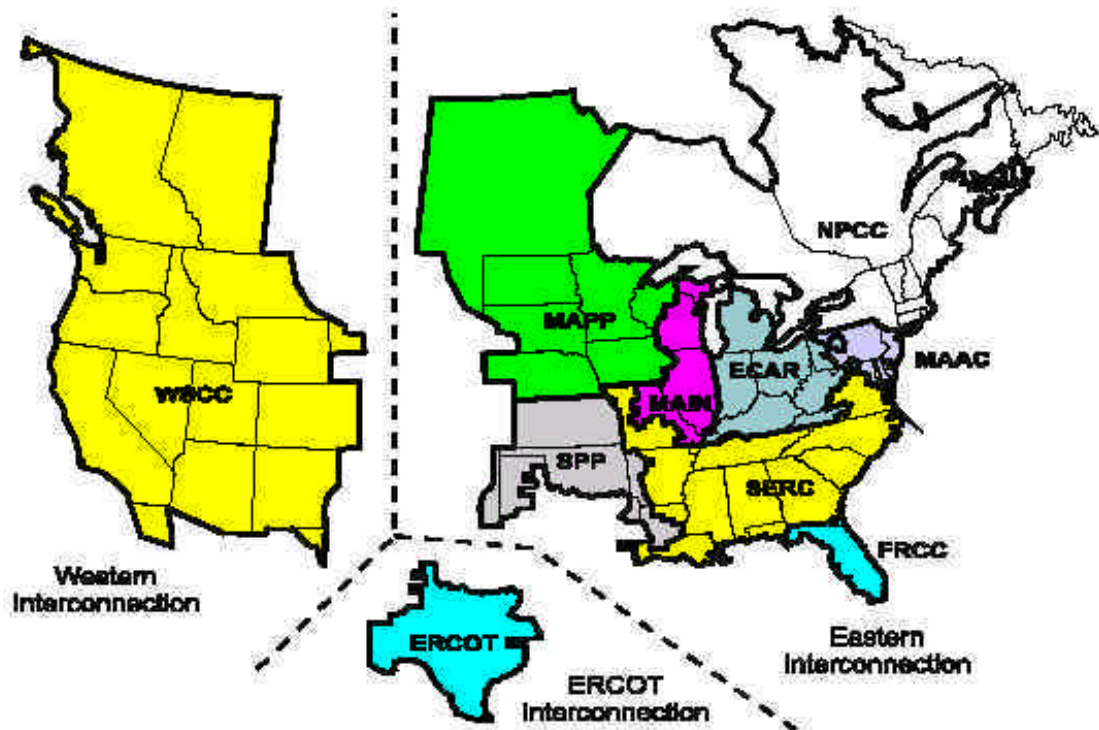 NPCC
MAPP
MAAC
ECAR
WSCC
MAIN
SPP
SERC
FRCC
Western
Interconnection
ERCOT
Eastern
Interconnection
ERCOT
Interconnection